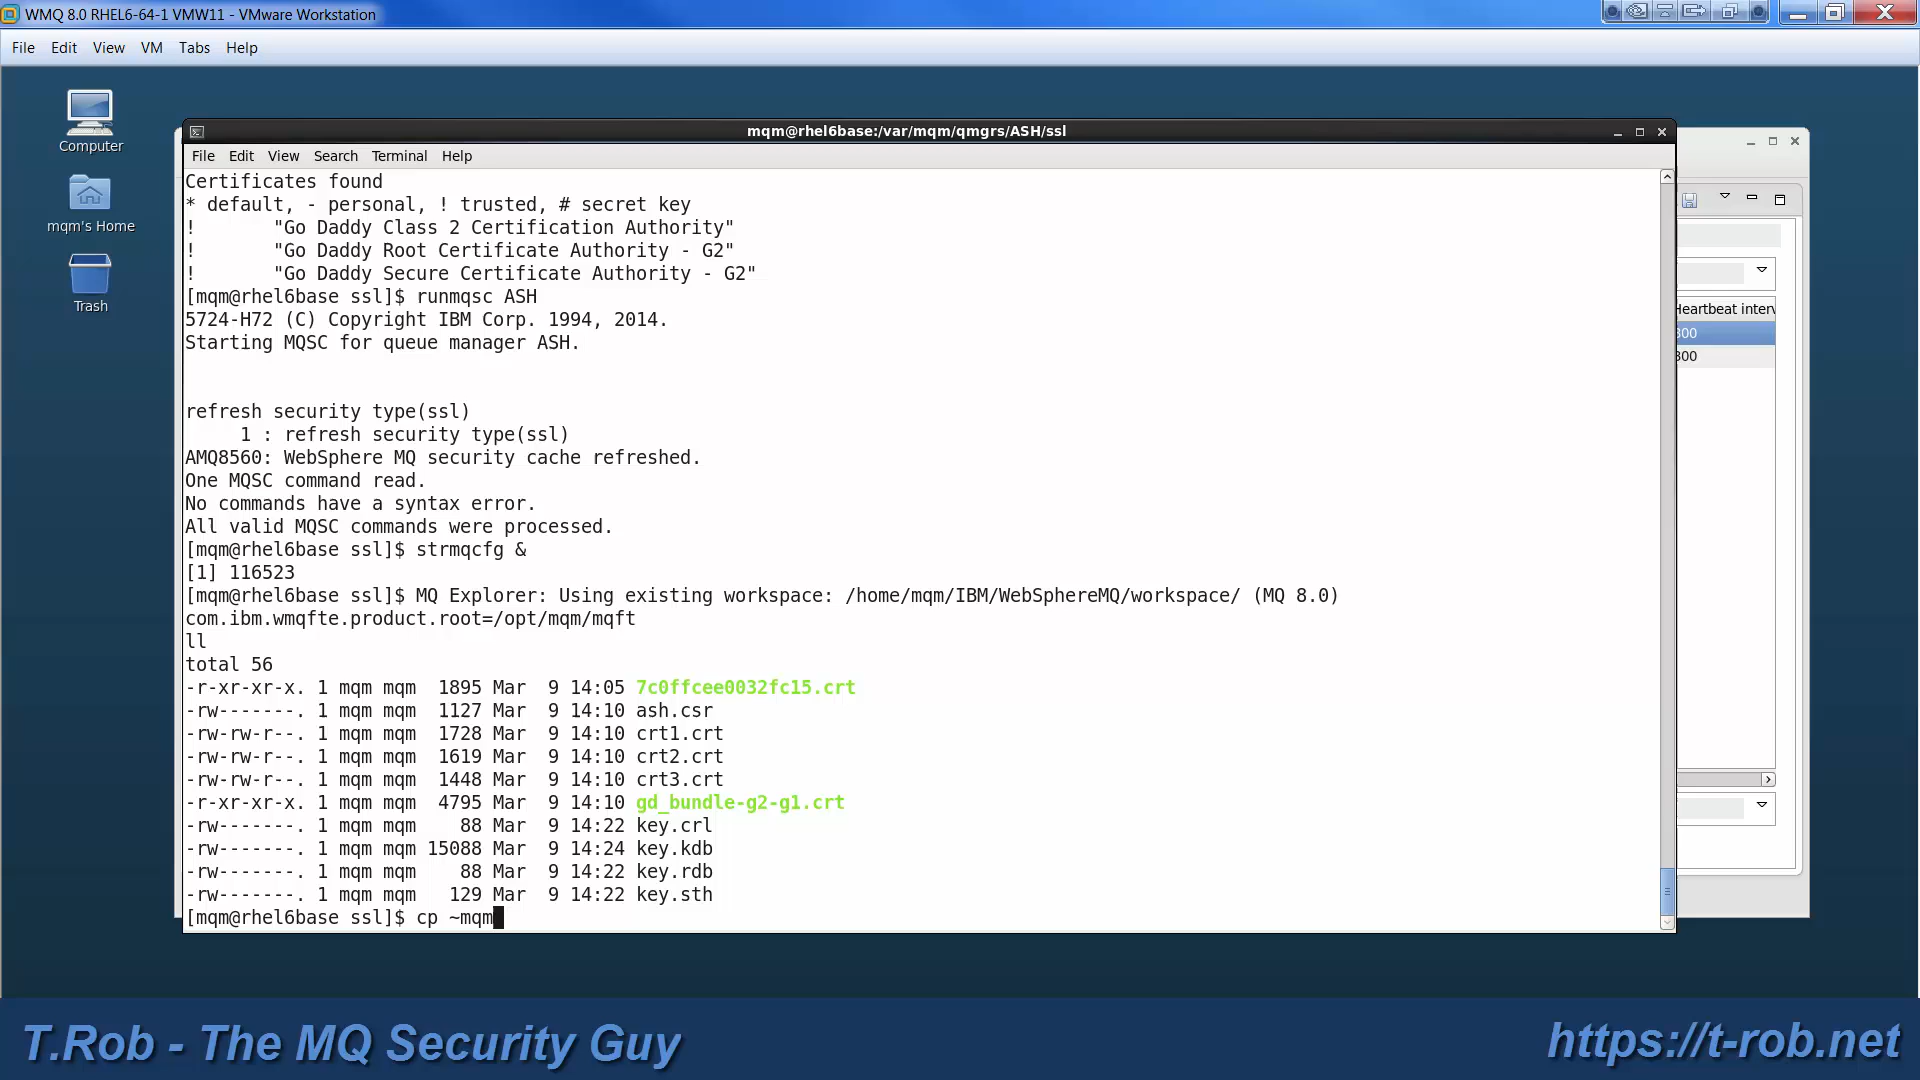 WMQ 8.0 RHEL6-64-1 VMW11 - VMware Workstation
File Edit View VM Tabs Help
Computer
mqm's Home
Trash
mqm@rhel6base:/var/mqm/qmgrs/ASH/ssl
File Edit View Search Terminal Help
Certificates found
* default, - personal, ! trusted, # secret key
! "Go Daddy Class 2 Certification Authority"
! "Go Daddy Root Certificate Authority - G2"
! "Go Daddy Secure Certificate Authority - G2"
[mqm@rhel6base ssl]$ runmqsc ASH
5724-H72 (C) Copyright IBM Corp. 1994, 2014.
Starting MQSC for queue manager ASH.
refresh security type(ssl)
1 : refresh security type(ssl)
AMQ8560: WebSphere MQ security cache refreshed.
One MQSC command read.
No commands have a syntax error.
All valid MQSC commands were processed.
[mqm@rhel6base ssl]$ strmqcfg &
[1] 116523
[mqm@rhel6base ssl]$ MQ Explorer: Using existing workspace: /home/mqm/IBM/WebSphereMQ/workspace/ (MQ 8.0)
com.ibm.wmqfte.product.root=/opt/mqm/mqft
ll
total 56
-r-xr-xr-x. 1 mqm mqm 1895 Mar 9 14:05 7c0ffcee0032fc15.crt
-rw-------. 1 mqm mqm 1127 Mar 9 14:10 ash.csr
-rw-rw-r--. 1 mqm mqm 1728 Mar 9 14:10 crt1.crt
-rw-rw-r--. 1 mqm mqm 1619 Mar 9 14:10 crt2.crt
-rw-rw-r--. 1 mqm mqm 1448 Mar 9 14:10 crt3.crt
-r-xr-xr-x. 1 mqm mqm 4795 Mar 9 14:10 gd_bundle-g2-g1.crt
-rw-------. 1 mqm mqm 88 Mar 9 14:22 key.crl
-rw-------. 1 mqm mqm 15088 Mar 9 14:24 key.kdb
-rw-------. 1 mqm mqm 88 Mar 9 14:22 key.rdb
-rw-------. 1 mqm mqm 129 Mar 9 14:22 key.sth
[mqm@rhel6base ssl]$ cp ~mqm
Heartbeat interv
300
300
T.Rob - The MQ Security Guy
https://t-rob.net